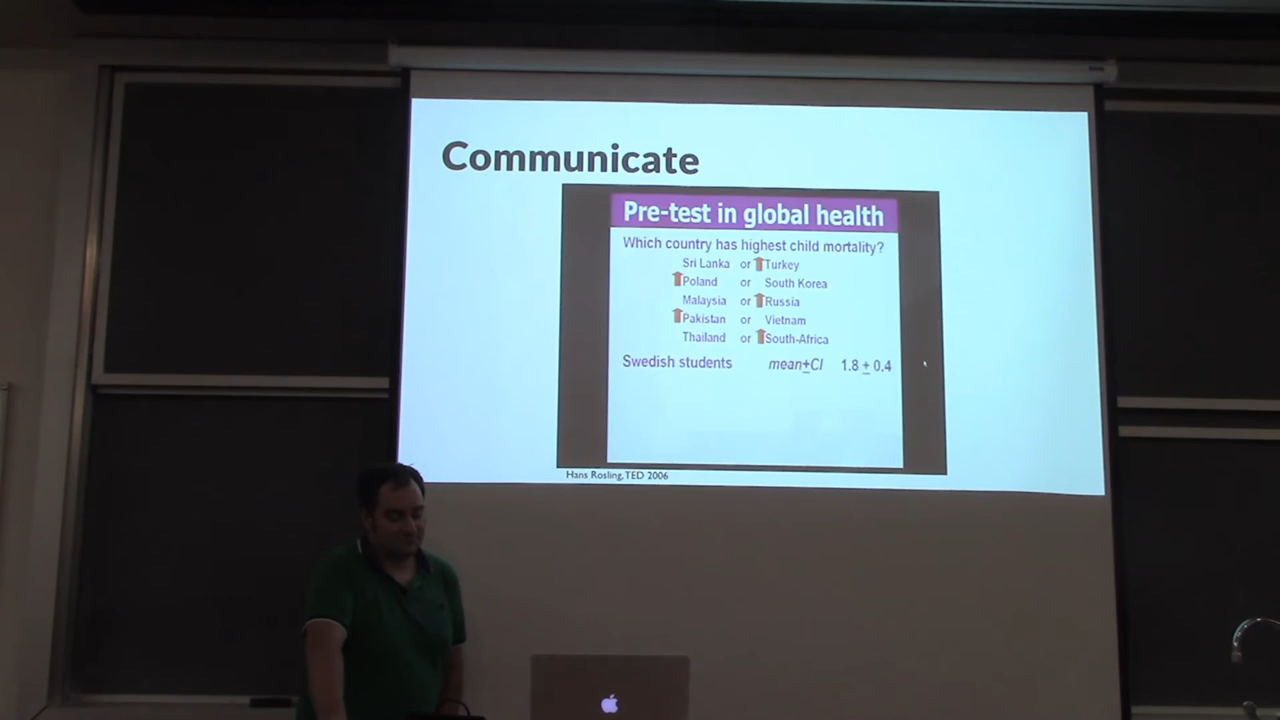 Communicate
Pre-test in global health
Which country has highest child mortality?
Sri Lanka or Turkey
Poland or South Korea
Malaysia or Russia
Pakistan or Vietnam
Thailand or South-Africa
Swedish students mean±CI 1.8 ± 0.4
Hans Rosling, TED 2006